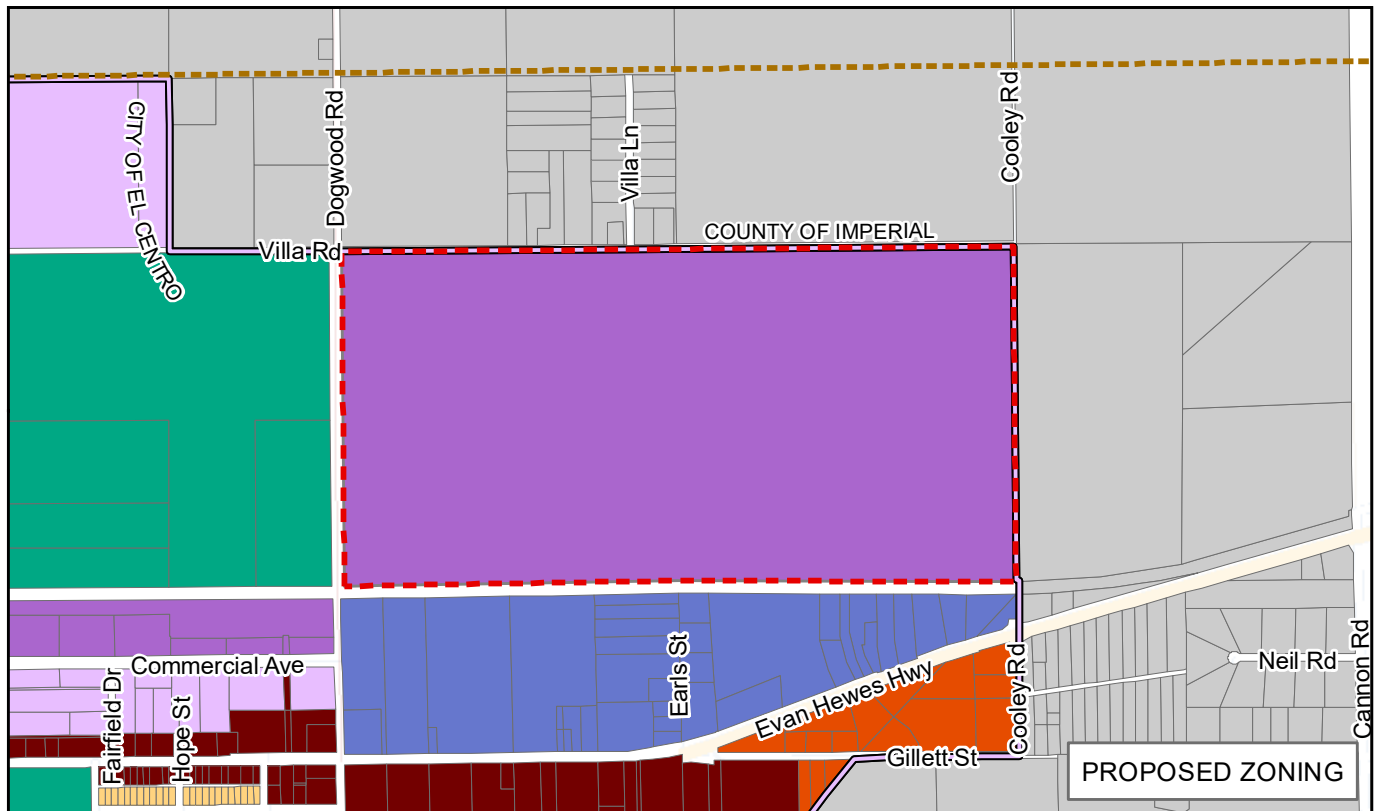 CITY OF EL CENTRO
Dogwood Rd
Villa Ln
Cooley Rd
Villa Rd
COUNTY OF IMPERIAL
Commercial Ave
Fairfield Dr
Hope St
Earls St
Evan Hewes Hwy
Cooley Rd
Gillett St
Neil Rd
Cannon Rd
PROPOSED ZONING